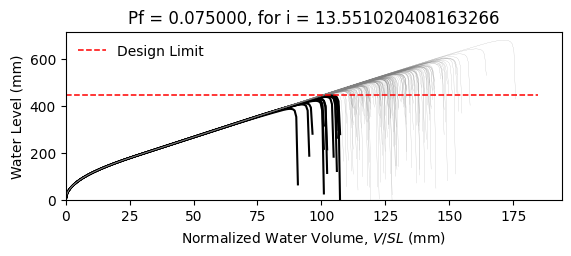 Pf = 0.075000, for i = 13.551020408163266
Design Limit
Water Level (mm)
600
400
200
0
0 25 50 75 100 125 150 175
Normalized Water Volume, V/SL (mm)